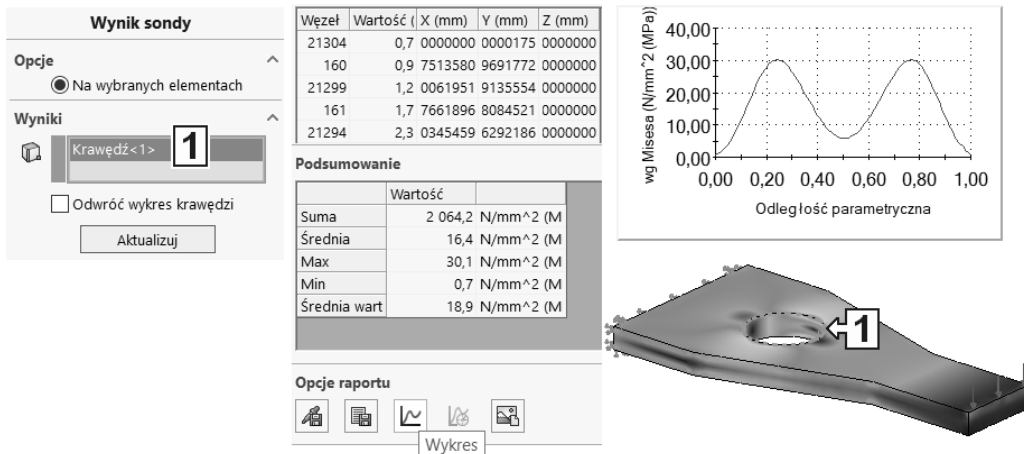 Wynik sondy
Opcje
Na wybranych elementach
Wyniki
Krawędź<1>
1
Odwróć wykres krawędzi
Aktualizuj
Węzeł Wartość ( X (mm) Y (mm) Z (mm)
21304 0,7 0000000 0000175 0000000
160 0,9 7513580 9691772 0000000
21299 1,2 0061951 9135554 0000000
161 1,7 7661896 8084521 0000000
21294 2,3 0345459 6292186 0000000
Podsumowanie
Wartość
Suma 2 064,2 N/mm^2 (M
Średnia 16,4 N/mm^2 (M
Max 30,1 N/mm^2 (M
Min 0,7 N/mm^2 (M
Średnia wart 18,9 N/mm^2 (M
Opcje raportu
Wykres
wg Misesa (N/mm^2 (MPa))
40,00
30,00
20,00
10,00
0,00
0,00 0,20 0,40 0,60 0,80 1,00
Odległość parametryczna
1